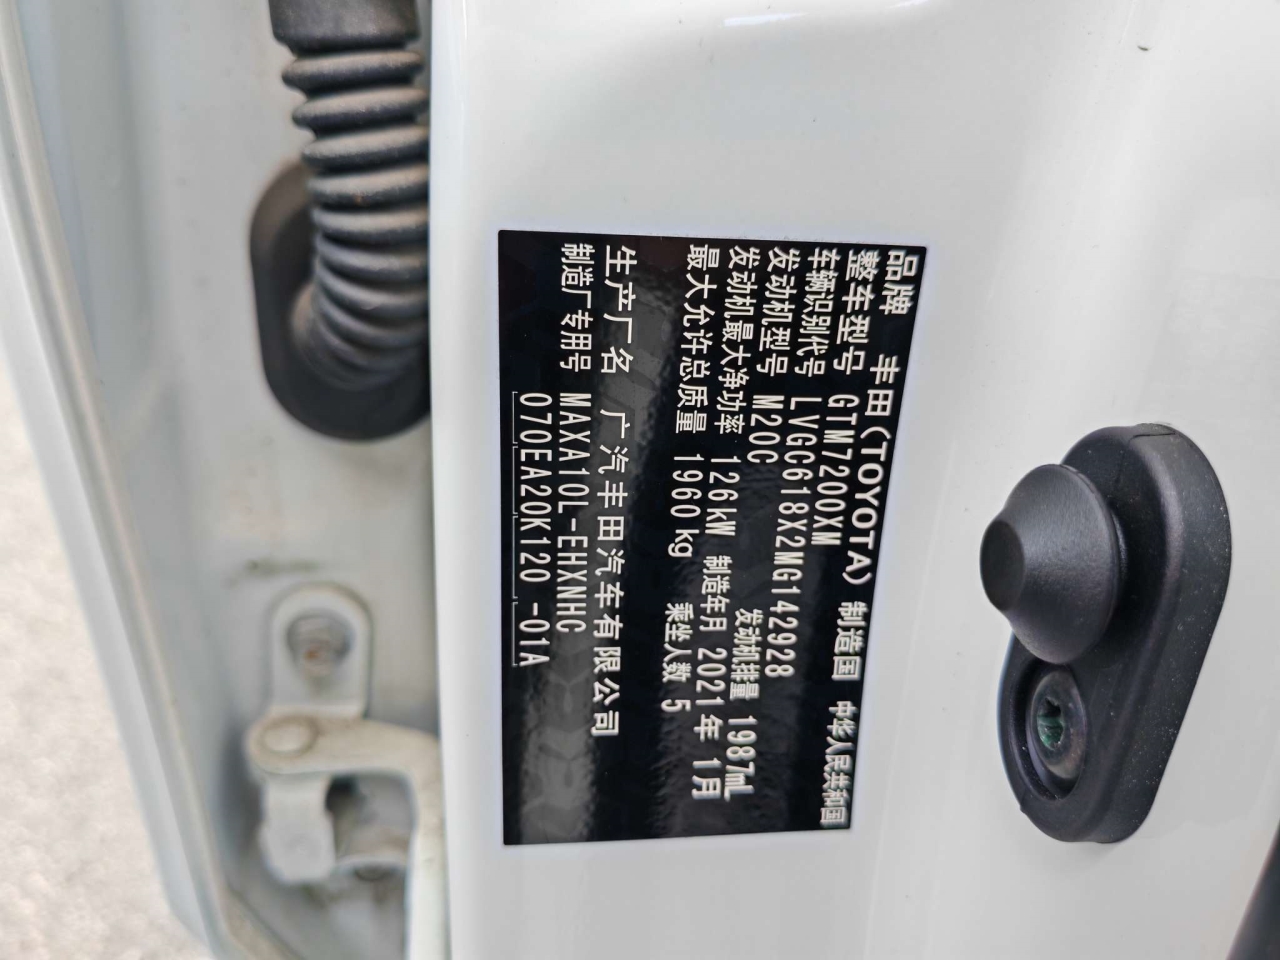 品牌 丰田(TOYOTA) 制造国 中华人民共和国
整车型号 GTM7200XM
车辆识别代号 LVGC618X2MG142928
发动机型号 M20C 发动机排量 1987mL
发动机最大净功率 126kW 制造年月 2021年 1月
最大允许总质量 1960kg 乘坐人数 5
生产厂名 广汽丰田汽车有限公司
制造厂专用号 MAXA10L-EHXNHC
070EA20K120 -01A